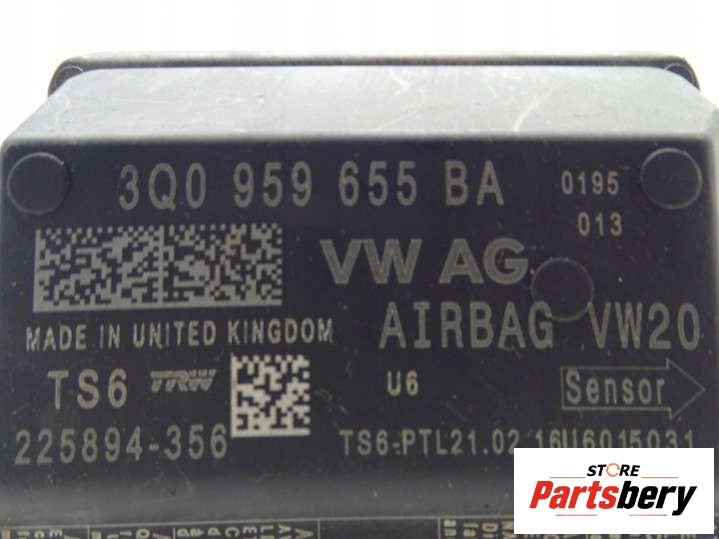 3Q0 959 655 BA 0195
013
VW AG.
MADE IN UNITED KINGDOM
AIRBAG VW20
TS6 TRW U6 Sensor
225894-356
TS6-PTL21.02.16U6015031
STORE
Partsbery